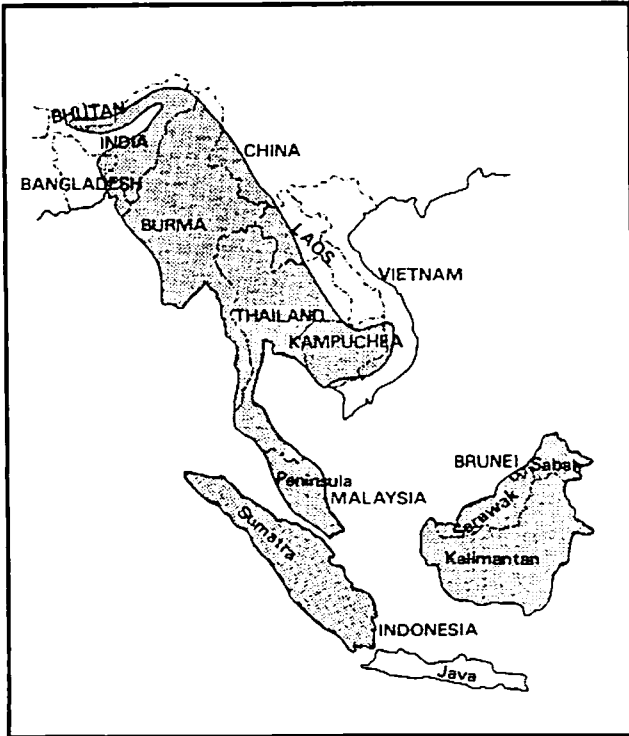 BHUTAN
INDIA
CHINA
BANGLADESH
BURMA
LAOS
VIETNAM
THAILAND
KAMPUCHEA
BRUNEI
Sabah
Peninsula
MALAYSIA
Sarawak
Sumatra
Kalimantan
INDONESIA
Java